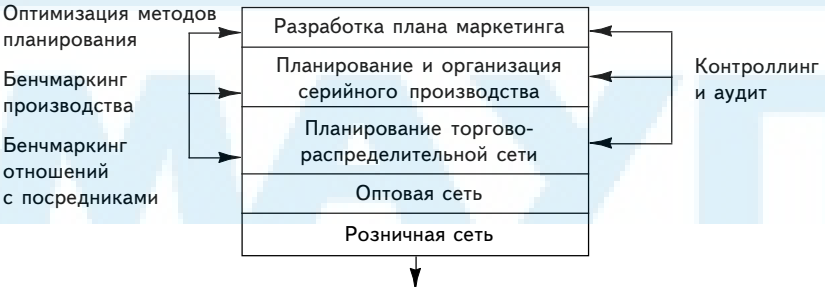 Оптимизация методов
планирования
Бенчмаркинг
производства
Бенчмаркинг
отношений
с посредниками
Разработка плана маркетинга
Планирование и организация
серийного производства
Планирование торгово-
распределительной сети
Оптовая сеть
Розничная сеть
Контроллинг
и аудит
МАУП